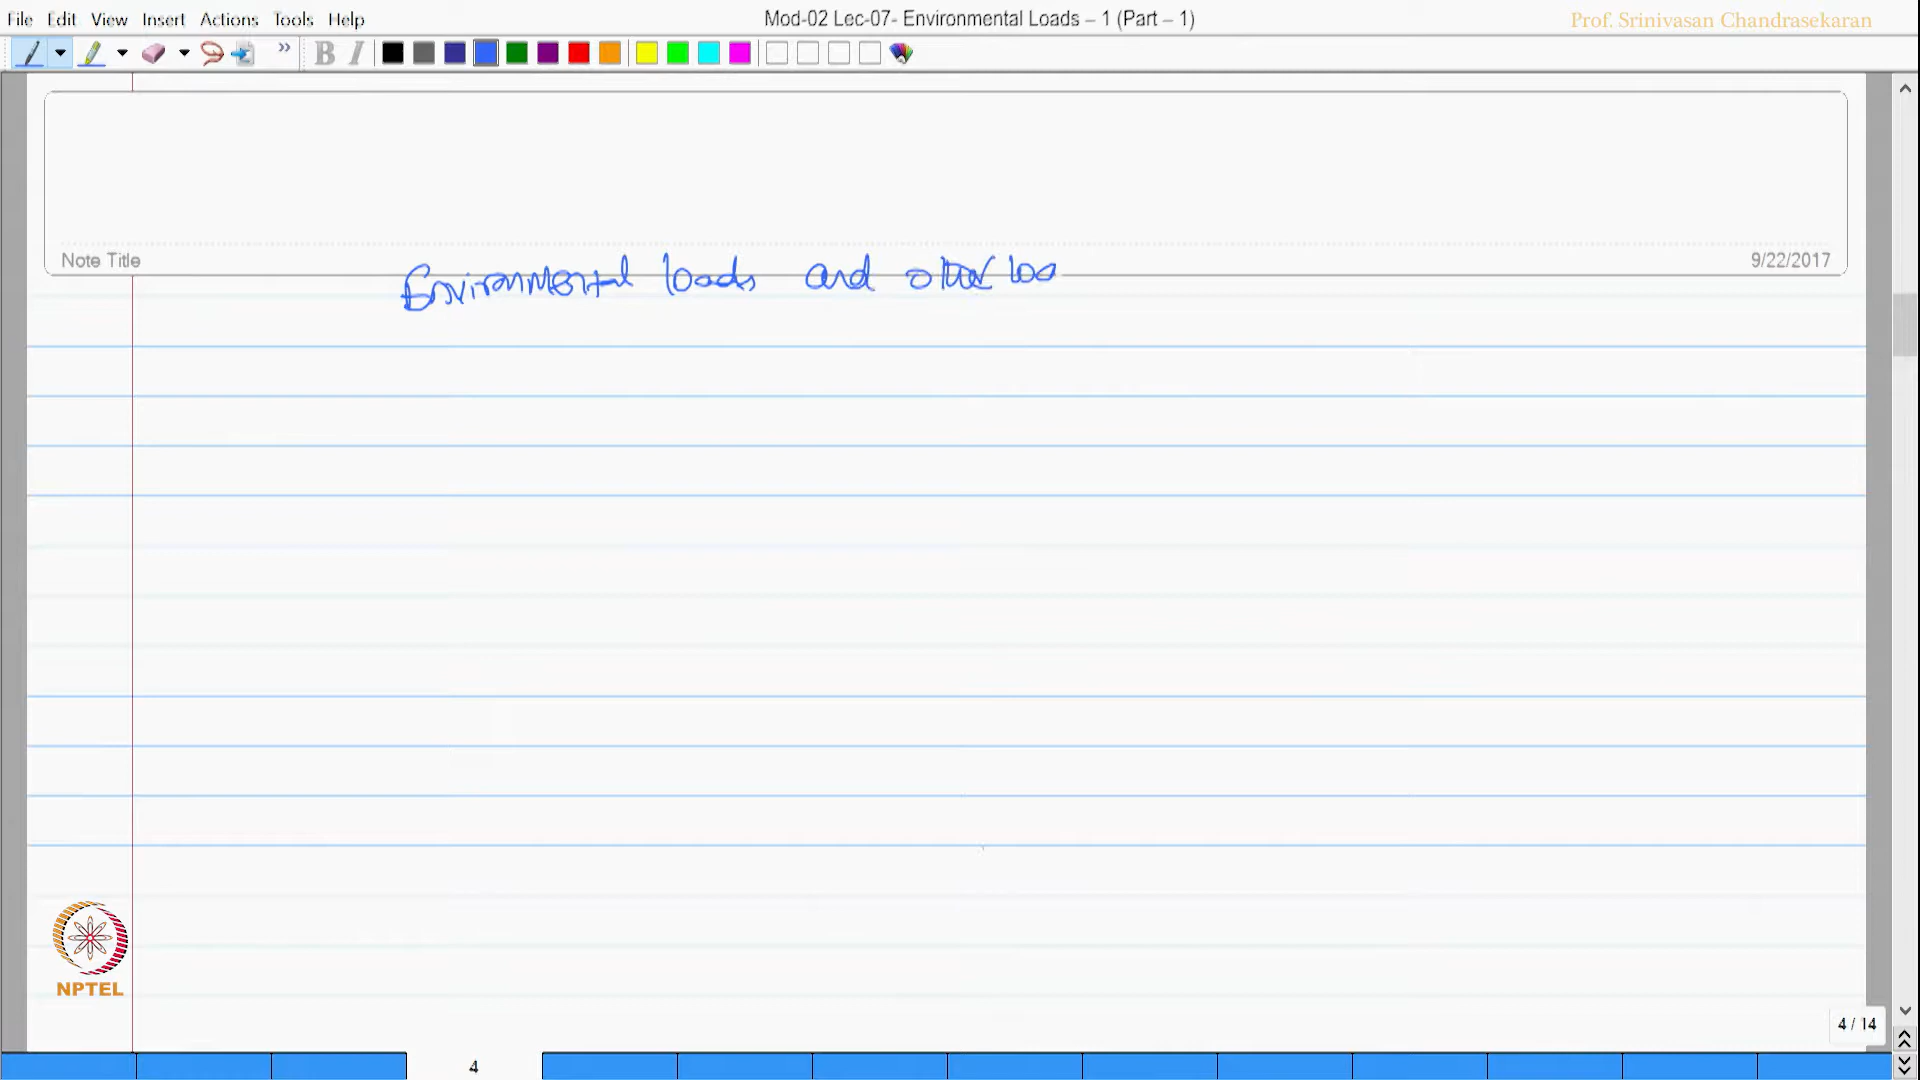 File Edit View Insert Actions Tools Help Mod-02 Lec-07- Environmental Loads – 1 (Part – 1) Prof. Srinivasan Chandrasekaran
B I
Note Title 9/22/2017
Environmental loads and other loa
NPTEL
4 / 14
4